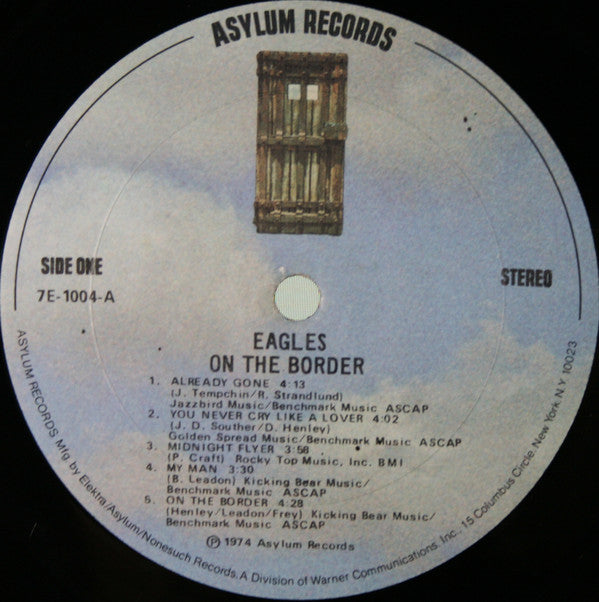 ASYLUM RECORDS
SIDE ONE
7E-1004-A
STEREO
EAGLES
ON THE BORDER
1. ALREADY GONE 4:13
(J. Tempchin/R. Strandlund)
Jazzbird Music/Benchmark Music ASCAP
2. YOU NEVER CRY LIKE A LOVER 4:02
(J. D. Souther/D. Henley)
Golden Spread Music/Benchmark Music ASCAP
3. MIDNIGHT FLYER 3:58
(P. Craft) Rocky Top Music, Inc. BMI
4. MY MAN 3:30
(B. Leadon) Kicking Bear Music/
Benchmark Music ASCAP
5. ON THE BORDER 4:28
(Henley/Leadon/Frey) Kicking Bear Music/
Benchmark Music ASCAP
Ⓟ 1974 Asylum Records
ASYLUM RECORDS. Mfg by Elektra/Asylum/Nonesuch Records. A Division of Warner Communications, Inc., 15 Columbus Circle, New York, N.Y 10023